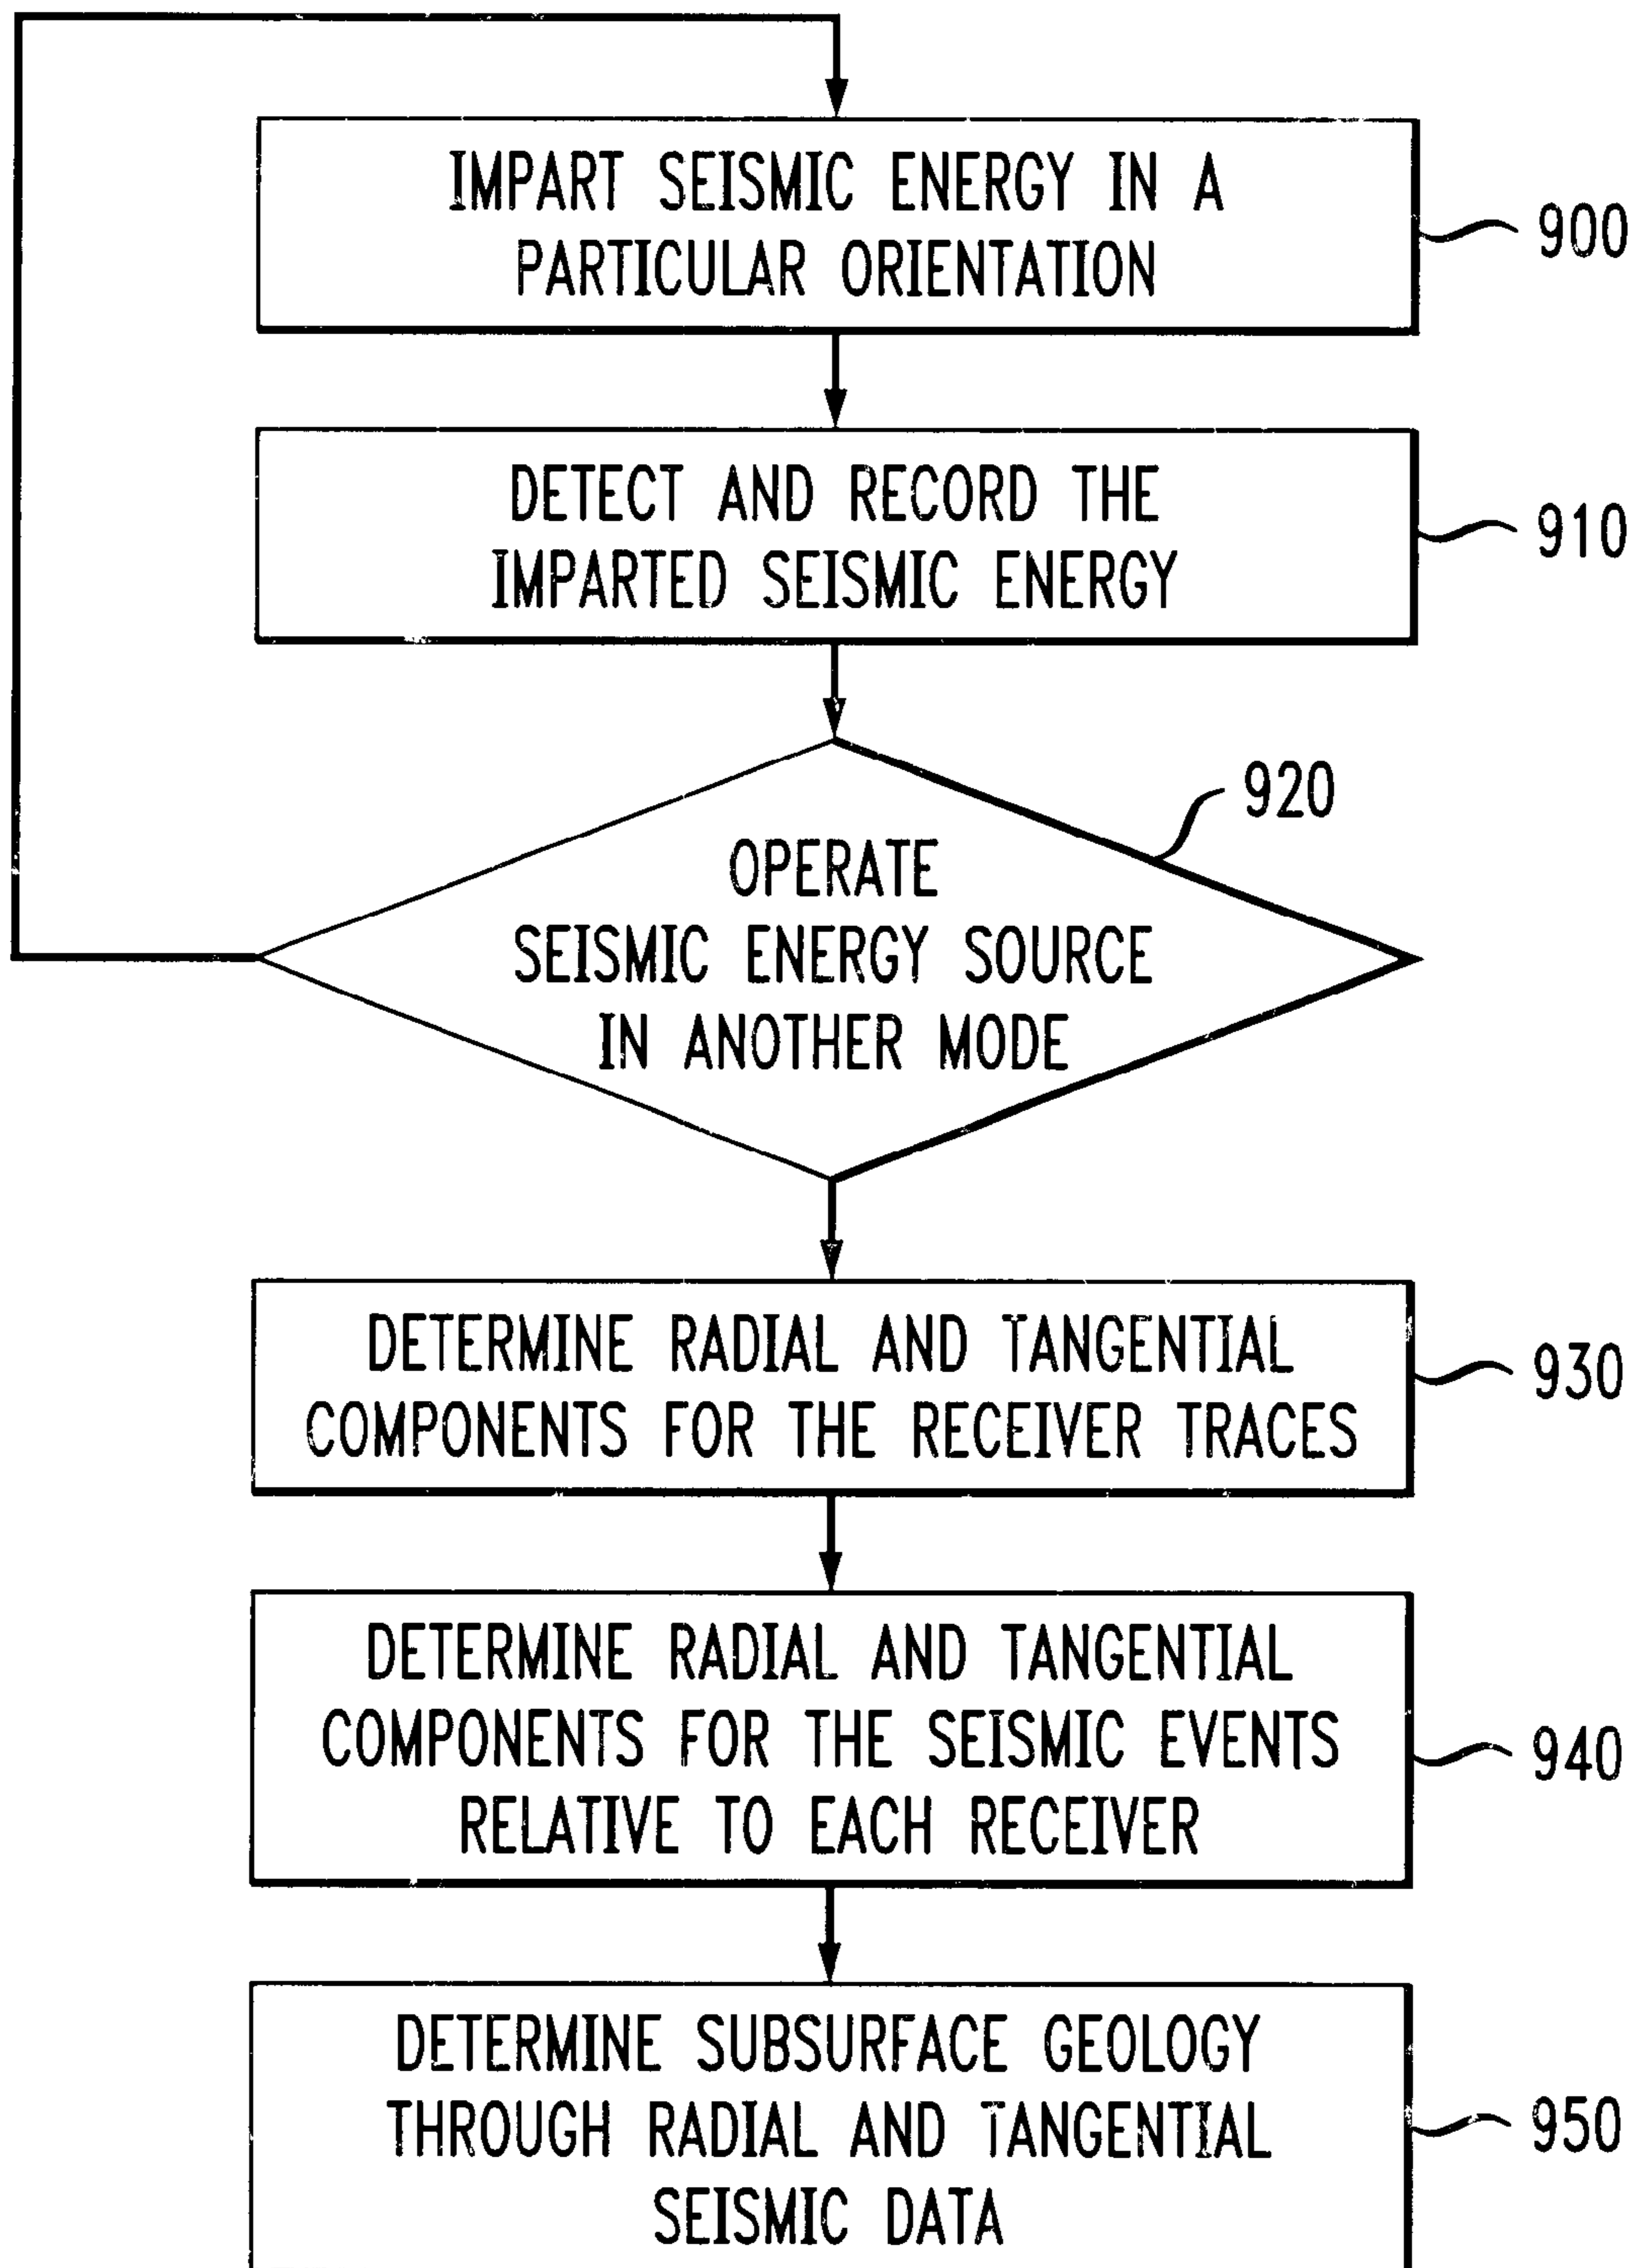 IMPART SEISMIC ENERGY IN A
PARTICULAR ORIENTATION
900
DETECT AND RECORD THE
IMPARTED SEISMIC ENERGY
910
920
OPERATE
SEISMIC ENERGY SOURCE
IN ANOTHER MODE
DETERMINE RADIAL AND TANGENTIAL
COMPONENTS FOR THE RECEIVER TRACES
930
DETERMINE RADIAL AND TANGENTIAL
COMPONENTS FOR THE SEISMIC EVENTS
RELATIVE TO EACH RECEIVER
940
DETERMINE SUBSURFACE GEOLOGY
THROUGH RADIAL AND TANGENTIAL
SEISMIC DATA
950